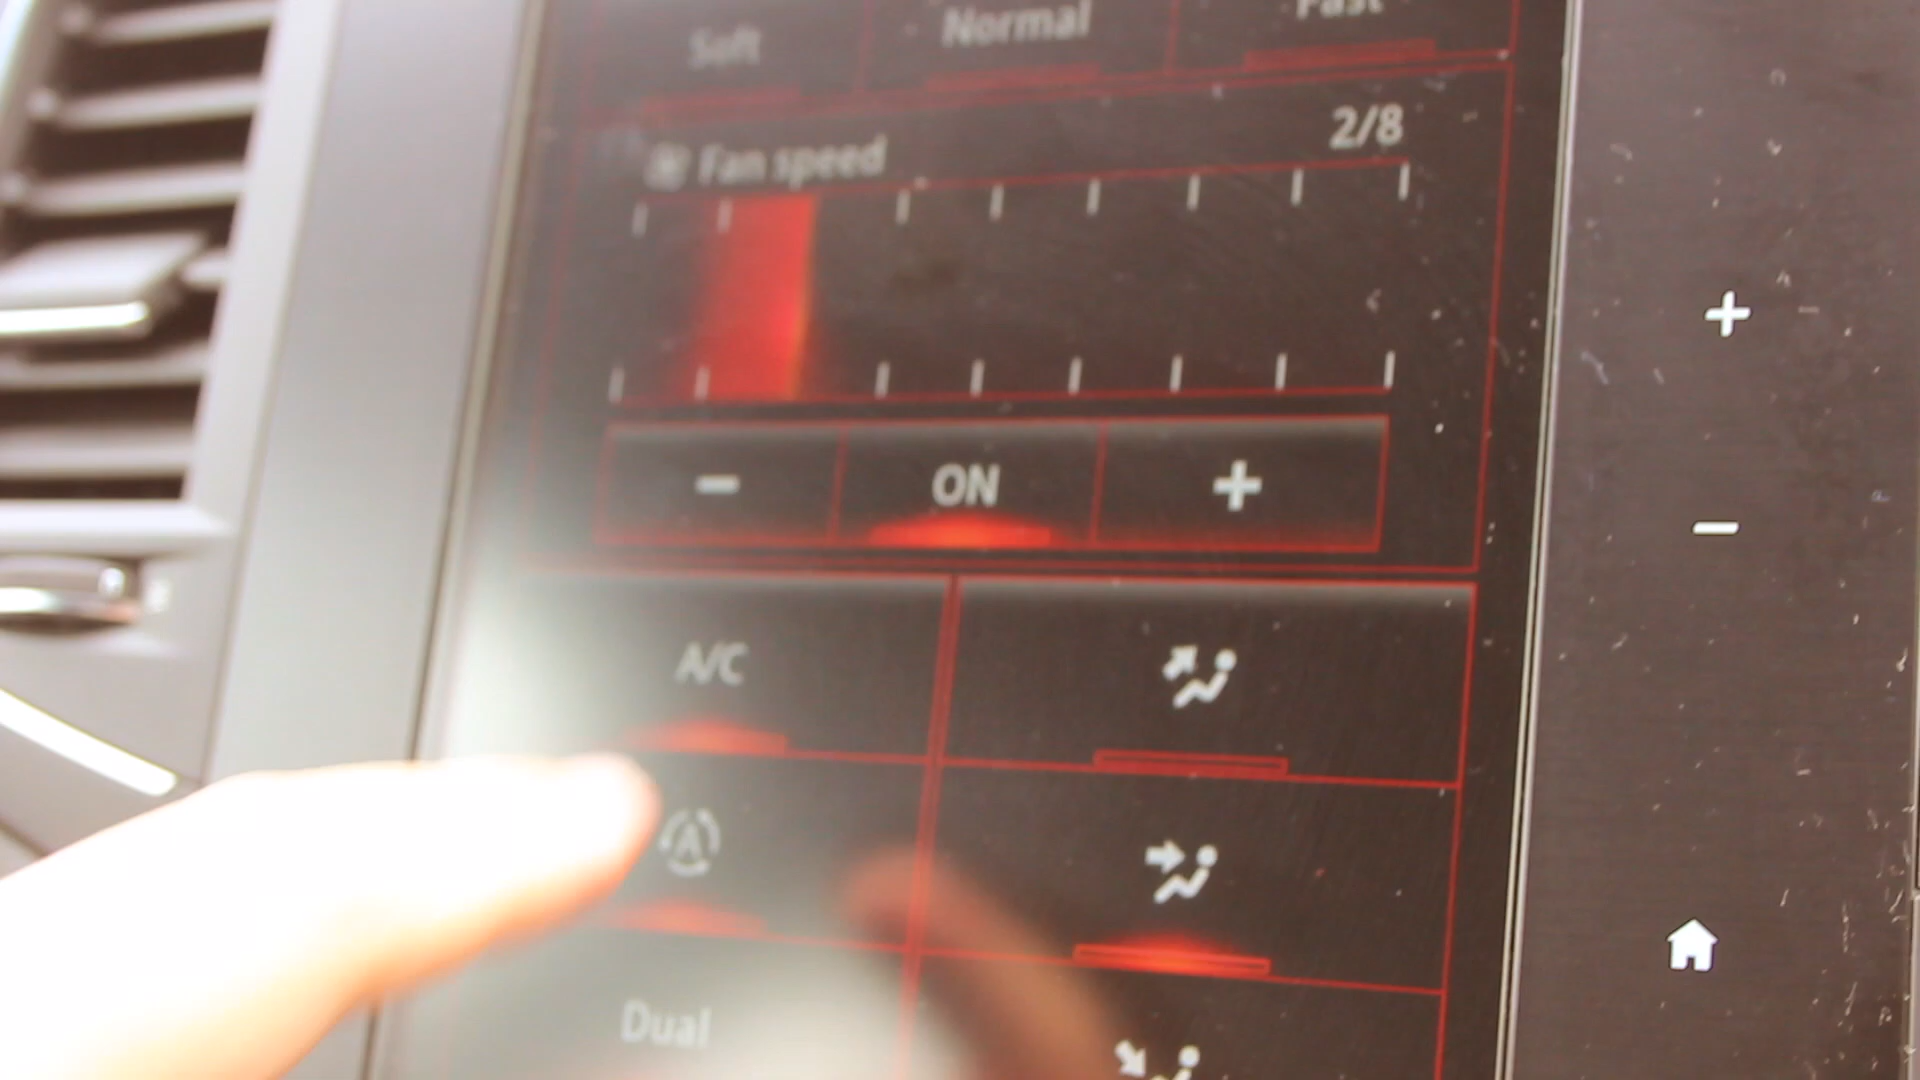 Soft Normal Fast
Fan speed 2/8
- ON +
A/C
A
Dual
+
-